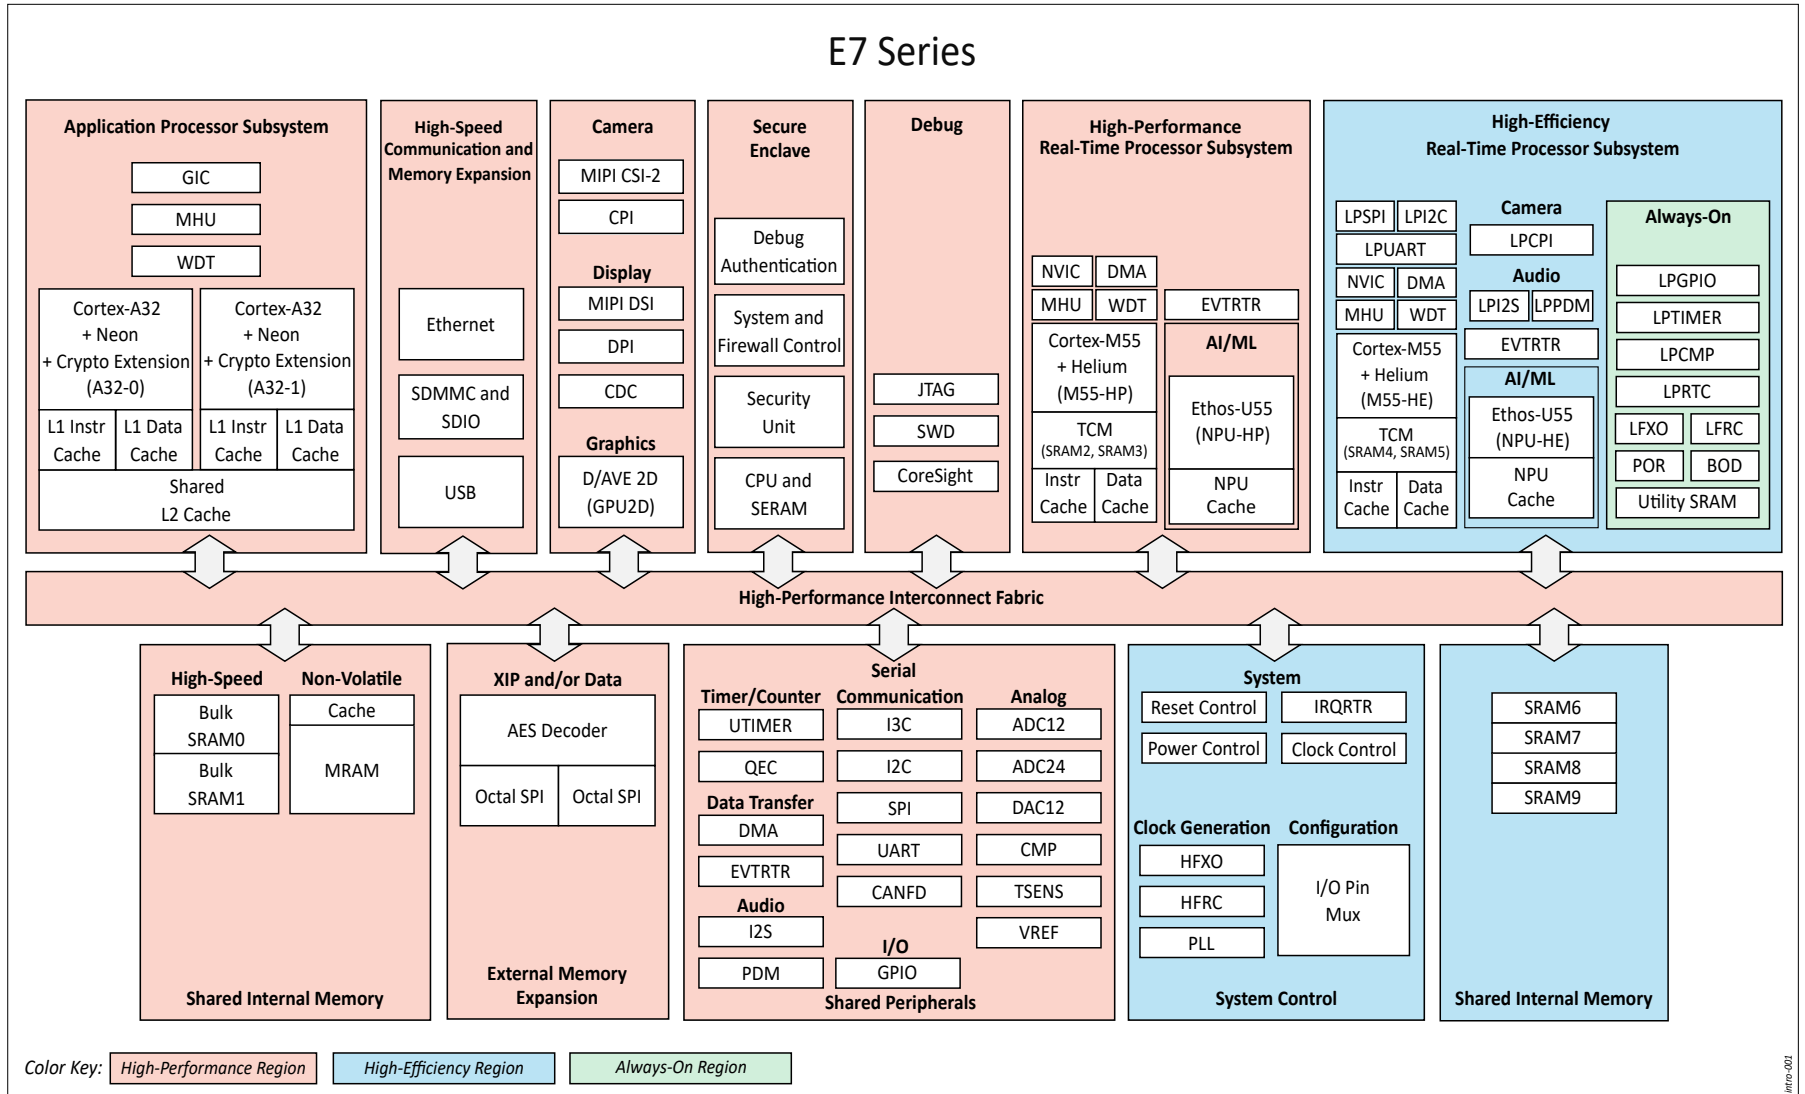 E7 Series
Application Processor Subsystem
GIC
MHU
WDT
Cortex-A32
+ Neon
+ Crypto Extension
(A32-0)
L1 Instr
Cache
L1 Data
Cache
Cortex-A32
+ Neon
+ Crypto Extension
(A32-1)
L1 Instr
Cache
L1 Data
Cache
Shared
L2 Cache
High-Speed
Communication and
Memory Expansion
Ethernet
SDMMC and
SDIO
USB
Camera
MIPI CSI-2
CPI
Display
MIPI DSI
DPI
CDC
Graphics
D/AVE 2D
(GPU2D)
Secure
Enclave
Debug
Authentication
System and
Firewall Control
Security
Unit
CPU and
SERAM
Debug
JTAG
SWD
CoreSight
High-Performance
Real-Time Processor Subsystem
NVIC
DMA
MHU
WDT
Cortex-M55
+ Helium
(M55-HP)
TCM
(SRAM2, SRAM3)
Instr
Cache
Data
Cache
EVTRTR
AI/ML
Ethos-U55
(NPU-HP)
NPU
Cache
High-Efficiency
Real-Time Processor Subsystem
LPSPI
LPI2C
LPUART
NVIC
DMA
MHU
WDT
Cortex-M55
+ Helium
(M55-HE)
TCM
(SRAM4, SRAM5)
Instr
Cache
Data
Cache
Camera
LPCPI
Audio
LPI2S
LPPDM
EVTRTR
AI/ML
Ethos-U55
(NPU-HE)
NPU
Cache
Always-On
LPGPIO
LPTIMER
LPCMP
LPRTC
LFXO
LFRC
POR
BOD
Utility SRAM
High-Performance Interconnect Fabric
High-Speed
Bulk
SRAM0
Bulk
SRAM1
Non-Volatile
Cache
MRAM
Shared Internal Memory
XIP and/or Data
AES Decoder
Octal SPI
Octal SPI
External Memory
Expansion
Timer/Counter
UTIMER
QEC
Data Transfer
DMA
EVTRTR
Audio
I2S
PDM
Serial
Communication
I3C
I2C
SPI
UART
CANFD
I/O
GPIO
Analog
ADC12
ADC24
DAC12
CMP
TSENS
VREF
Shared Peripherals
System
Reset Control
IRQRTR
Power Control
Clock Control
Clock Generation
HFXO
HFRC
PLL
Configuration
I/O Pin
Mux
System Control
SRAM6
SRAM7
SRAM8
SRAM9
Shared Internal Memory
Color Key:
High-Performance Region
High-Efficiency Region
Always-On Region
intro-001